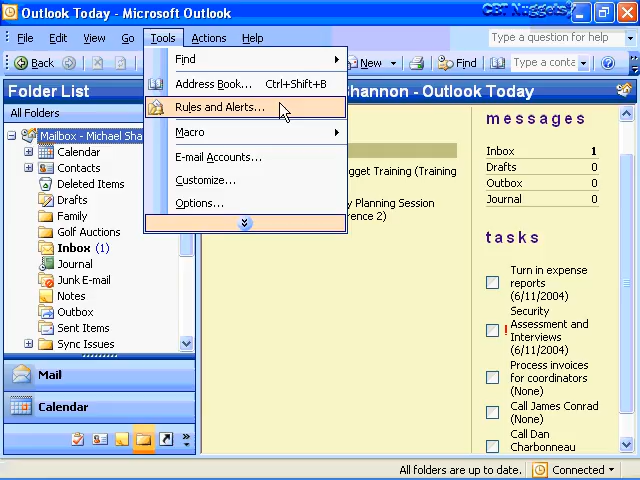 Outlook Today - Microsoft Outlook
CBT Nuggets
File Edit View Go Tools Actions Help
Type a question for help
Back
New
Find
Type a conta
Folder List
Shannon - Outlook Today
All Folders
Mailbox - Michael Sha
Calendar
Contacts
Deleted Items
Drafts
Family
Golf Auctions
Inbox (1)
Journal
Junk E-mail
Notes
Outbox
Sent Items
Sync Issues
Mail
Calendar
Find
Address Book... Ctrl+Shift+B
Rules and Alerts...
Macro
E-mail Accounts...
Customize...
Options...
Nugget Training (Training
Planning Session
2)
messages
Inbox 1
Drafts 0
Outbox 0
Journal 0
tasks
Turn in expense
reports
(6/11/2004)
Security
! Assessment and
Interviews
(6/11/2004)
Process invoices
for coordinators
(None)
Call James Conrad
(None)
Call Dan
Charbonneau
All folders are up to date.
Connected